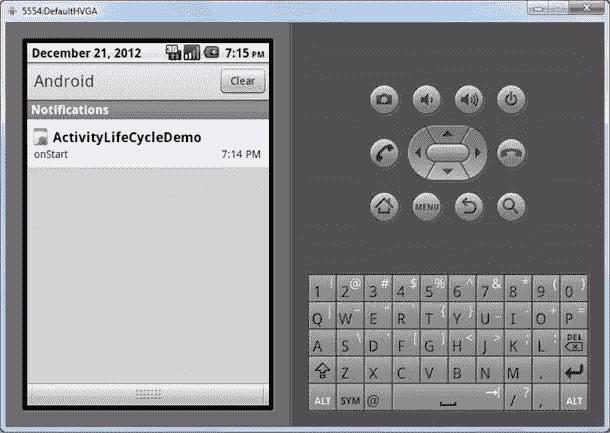 5554:DefaultHVGA
December 21, 2012 3G 7:15 PM
Android Clear
Notifications
ActivityLifeCycleDemo
onStart 7:14 PM
MENU
1 ! 2 @ 3 # 4 $ 5 % 6 ^ 7 & 8 * 9 ( 0 )
Q W ~ E R T { Y } U _ I - O + P =
A S \ D F [ G ] H < J > K ; L : DEL
Z X C V B N M .
ALT SYM @ / ? , ALT